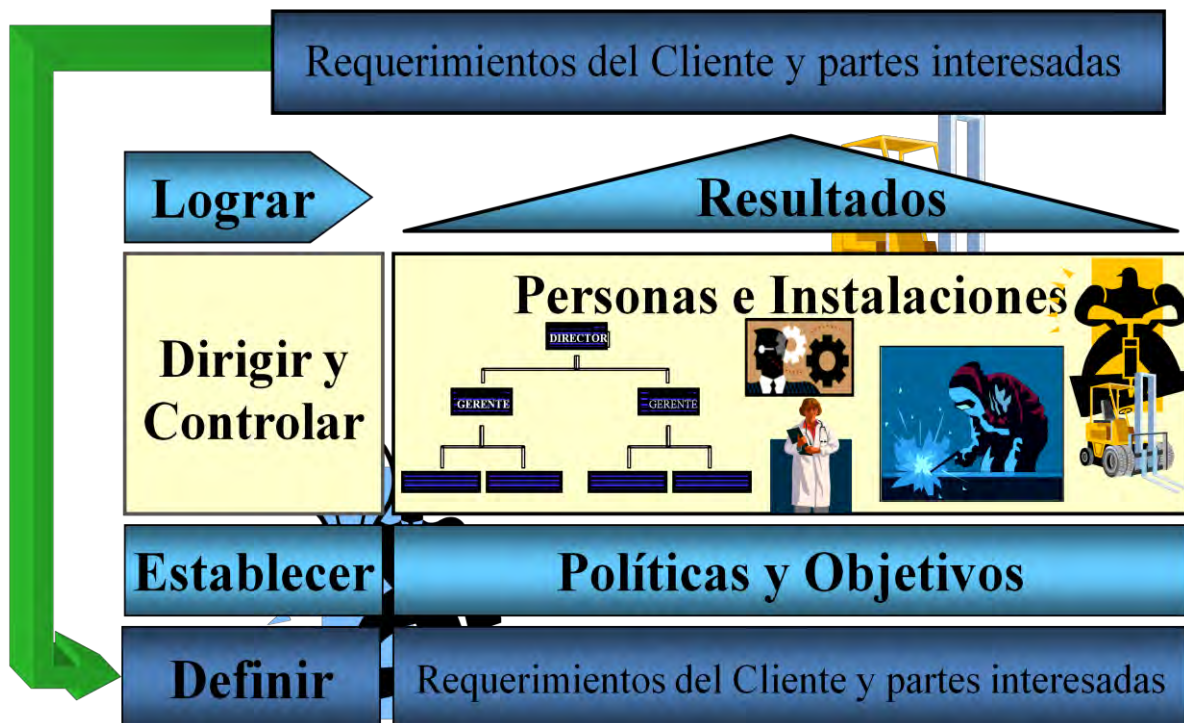 Requerimientos del Cliente y partes interesadas
Lograr
Resultados
Dirigir y
Controlar
Personas e Instalaciones
DIRECTOR
GERENTE
GERENTE
Establecer
Políticas y Objetivos
Definir
Requerimientos del Cliente y partes interesadas